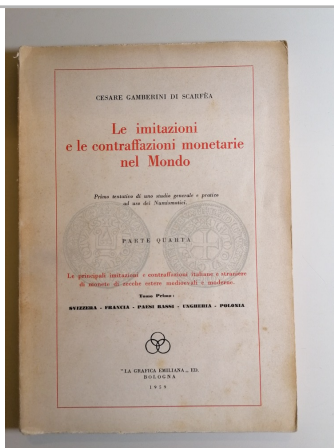 CESARE GAMBERINI DI SCARFÈA
Le imitazioni
e le contraffazioni monetarie
nel Mondo
Primo tentativo di uno studio generale e pratico
ad uso dei Numismatici.
PARTE QUARTA
Le principali imitazioni e contraffazioni italiane e straniere
di monete di zecche estere medioevali e moderne.
Tomo Primo:
SVIZZERA - FRANCIA - PAESI BASSI - UNGHERIA - POLONIA
"LA GRAFICA EMILIANA„ ED.
BOLOGNA
1959